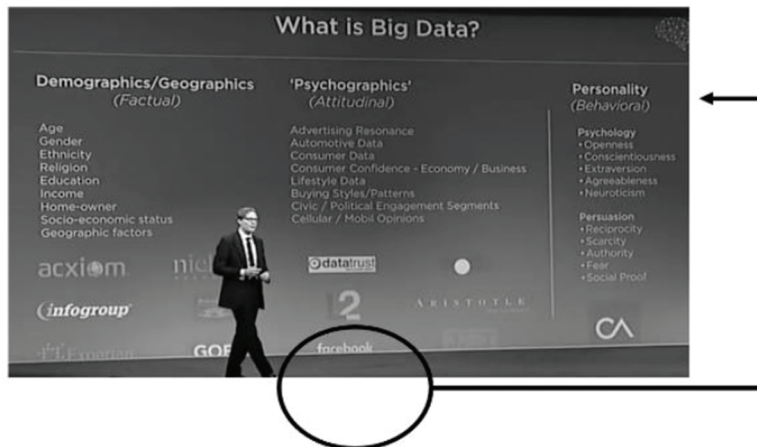 What is Big Data?
Demographics/Geographics
(Factual)
Age
Gender
Ethnicity
Religion
Education
Income
Home-owner
Socio-economic status
Geographic factors
'Psychographics'
(Attitudinal)
Advertising Resonance
Automotive Data
Consumer Data
Consumer Confidence - Economy / Business
Lifestyle Data
Buying Styles/Patterns
Civic / Political Engagement Segments
Cellular / Mobil Opinions
Personality
(Behavioral)
Psychology
• Openness
• Conscientiousness
• Extraversion
• Agreeableness
• Neuroticism
Persuasion
• Reciprocity
• Scarcity
• Authority
• Fear
• Social Proof
acxiom
datatrust
infogroup
L2
ARISTOTLE
CA
Experian
facebook